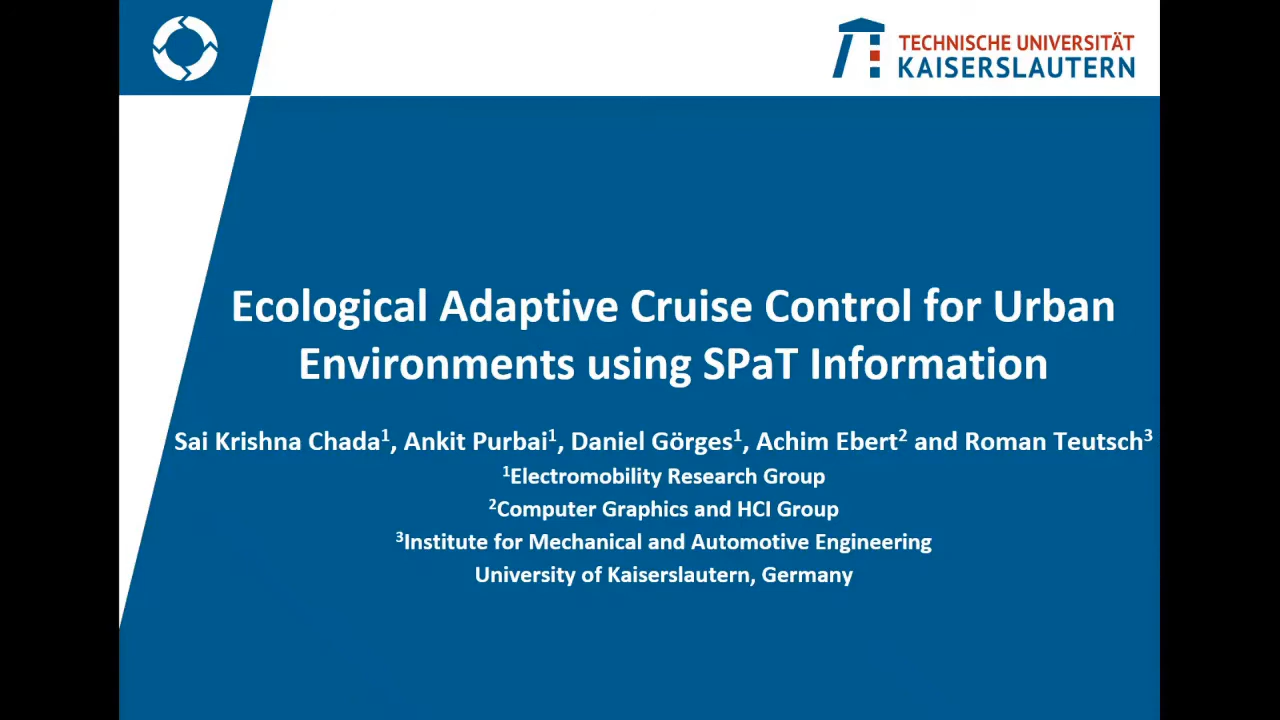 TECHNISCHE UNIVERSITÄT
KAISERSLAUTERN
Ecological Adaptive Cruise Control for Urban
Environments using SPaT Information
Sai Krishna Chada¹, Ankit Purbai¹, Daniel Görges¹, Achim Ebert² and Roman Teutsch³
¹Electromobility Research Group
²Computer Graphics and HCI Group
³Institute for Mechanical and Automotive Engineering
University of Kaiserslautern, Germany